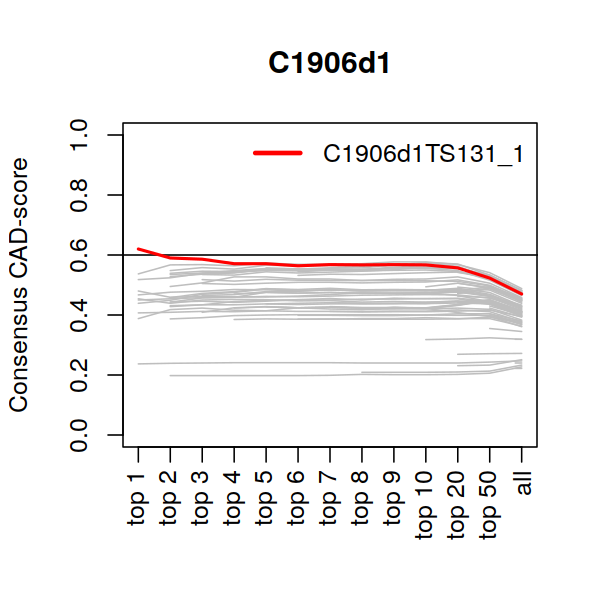 C1906d1
C1906d1TS131_1
Consensus CAD-score
1.0
0.8
0.6
0.4
0.2
0.0
top 1
top 2
top 3
top 4
top 5
top 6
top 7
top 8
top 9
top 10
top 20
top 50
all